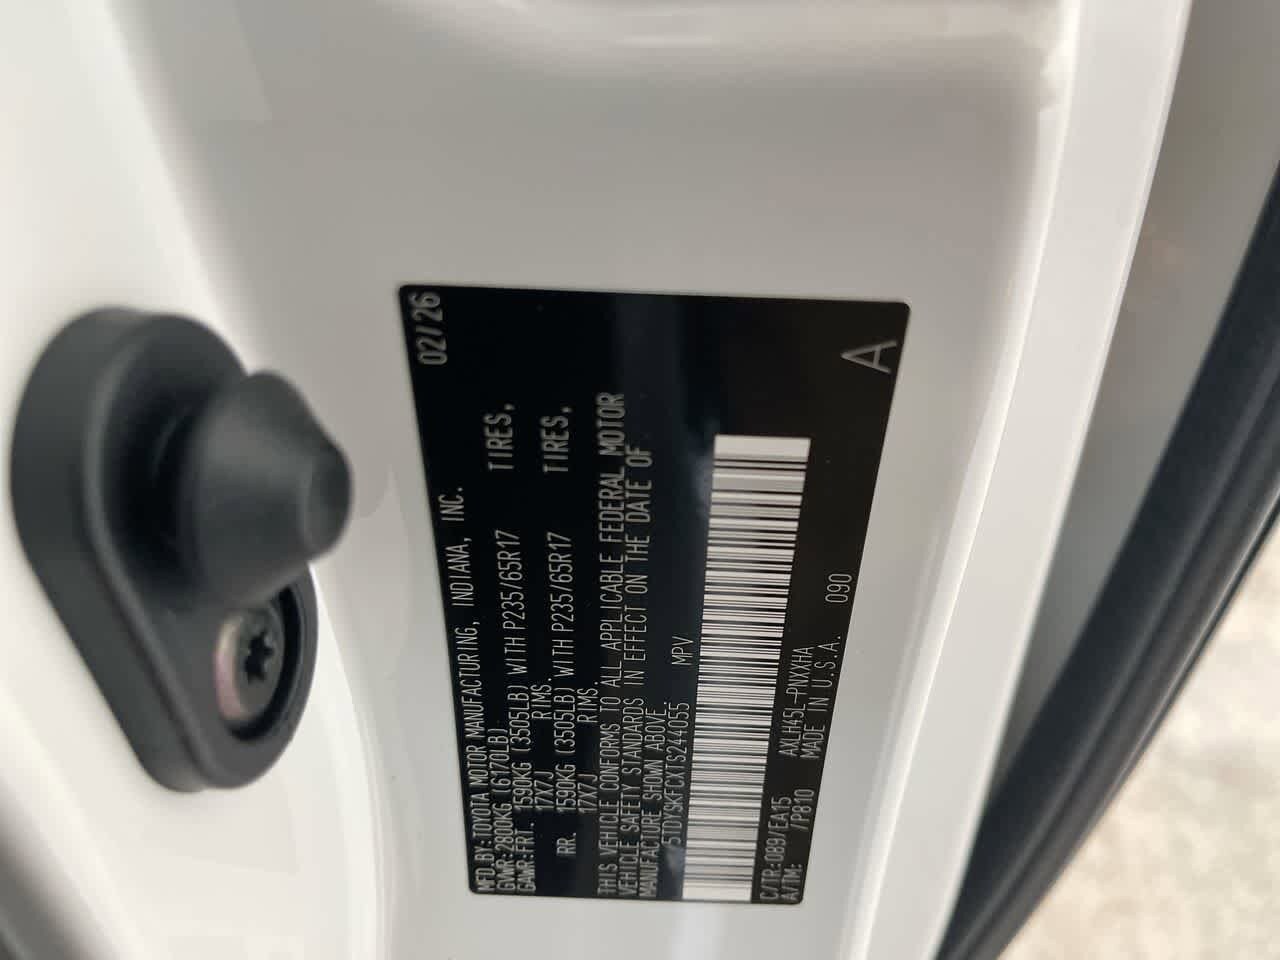 MFD.BY:TOYOTA MOTOR MANUFACTURING, INDIANA, INC. 02/26
GVWR:2800KG (6170LB)
GAWR:FRT. 1590KG (3505LB) WITH P235/65R17 TIRES,
17X7J RIMS.
RR. 1590KG (3505LB) WITH P235/65R17 TIRES,
17X7J RIMS.
THIS VEHICLE CONFORMS TO ALL APPLICABLE FEDERAL MOTOR
VEHICLE SAFETY STANDARDS IN EFFECT ON THE DATE OF
MANUFACTURE SHOWN ABOVE.
5TDYSKFCXTS244055 MPV
C/TR:089/EA15 AXLH45L-PNXXHA 090 A
A/TM: /P810 MADE IN U.S.A.